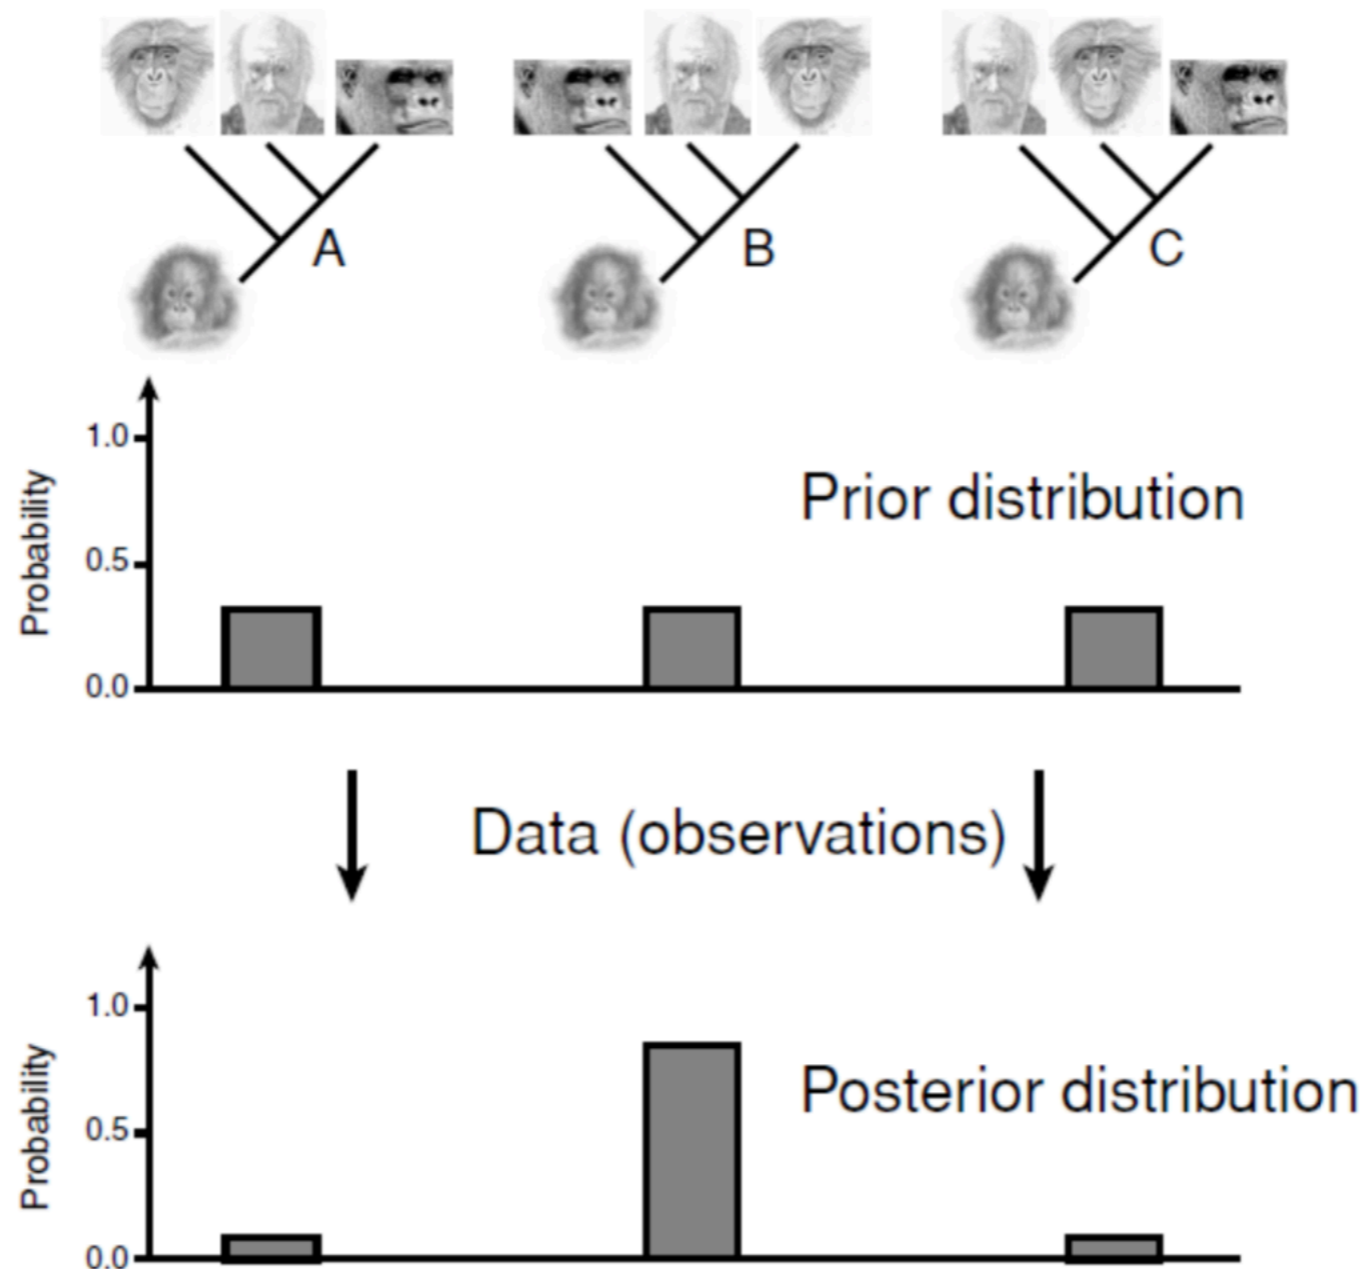 A
B
C
Probability
1.0
0.5
0.0
Prior distribution
Data (observations)
Probability
1.0
0.5
0.0
Posterior distribution